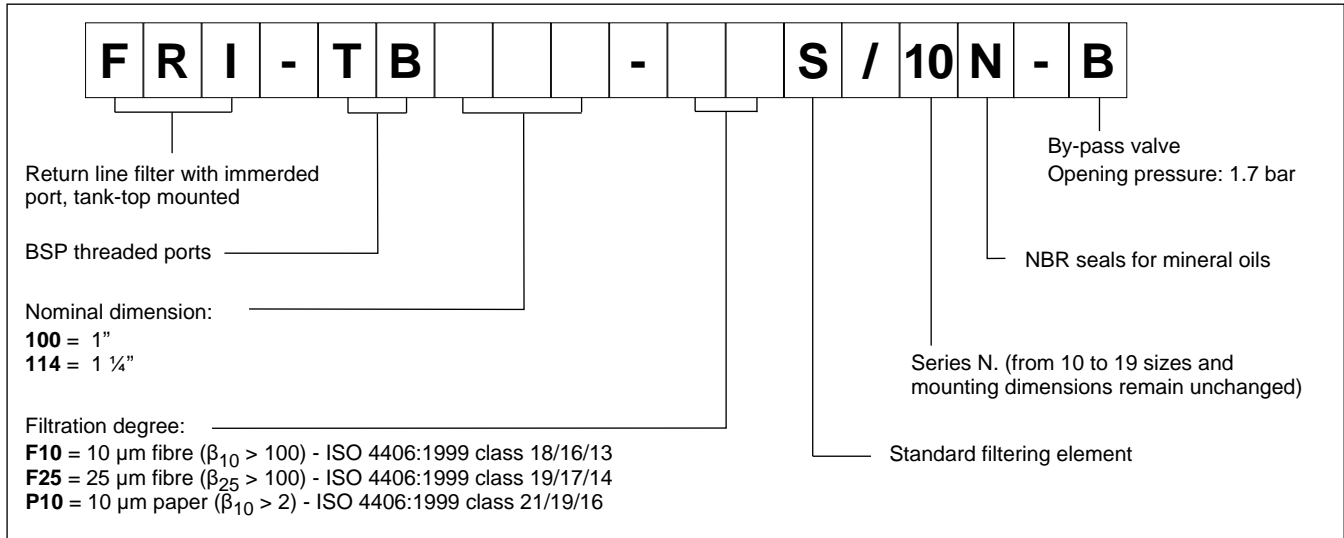 FRI-TB - S/10N-B
Return line filter with immerded
port, tank-top mounted
BSP threaded ports
Nominal dimension:
100 = 1”
114 = 1 ¼”
Filtration degree:
F10 = 10 µm fibre (β10 > 100) - ISO 4406:1999 class 18/16/13
F25 = 25 µm fibre (β25 > 100) - ISO 4406:1999 class 19/17/14
P10 = 10 µm paper (β10 > 2) - ISO 4406:1999 class 21/19/16
By-pass valve
Opening pressure: 1.7 bar
NBR seals for mineral oils
Series N. (from 10 to 19 sizes and
mounting dimensions remain unchanged)
Standard filtering element